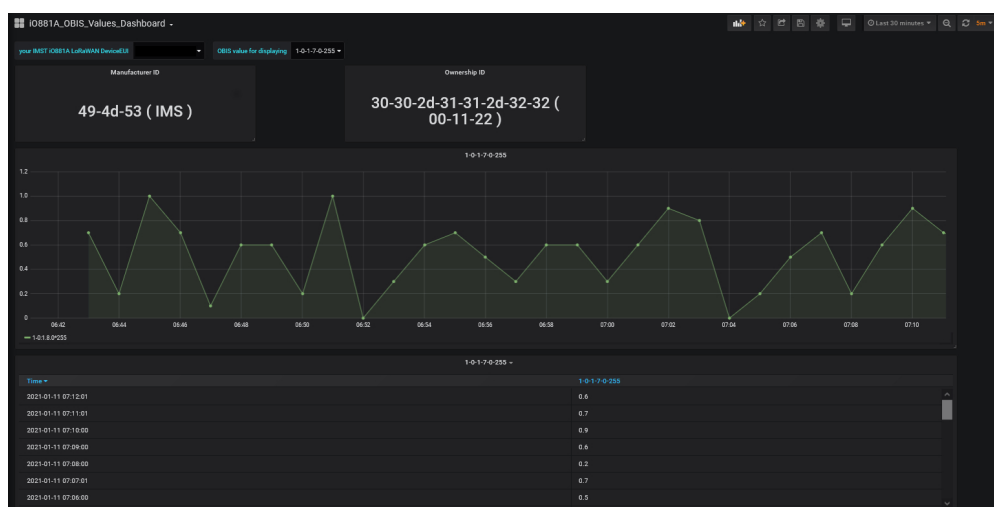 iO881A_OBIS_Values_Dashboard
Last 30 minutes
5m
your IMST iO881A LoRaWAN DeviceEUI
OBIS value for displaying 1-0-1-7-0-255
Manufacturer ID
49-4d-53 ( IMS )
Ownership ID
30-30-2d-31-31-2d-32-32 (
00-11-22 )
1-0-1-7-0-255
1.2
1.0
0.8
0.6
0.4
0.2
0
06:42 06:44 06:46 06:48 06:50 06:52 06:54 06:56 06:58 07:00 07:02 07:04 07:06 07:08 07:10
1-0:1.8.0*255
1-0-1-7-0-255
Time 1-0-1-7-0-255
2021-01-11 07:12:01 0.6
2021-01-11 07:11:01 0.7
2021-01-11 07:10:00 0.9
2021-01-11 07:09:00 0.6
2021-01-11 07:08:00 0.2
2021-01-11 07:07:01 0.7
2021-01-11 07:06:00 0.5